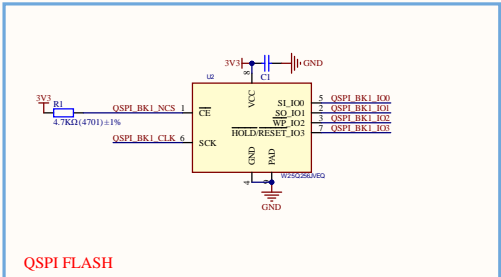 3V3
GND
C1
U2
8
VCC
3V3
R1
4.7KΩ(4701)±1%
QSPI_BK1_NCS 1
CE
QSPI_BK1_CLK 6
SCK
SI_IO0
5 QSPI_BK1_IO0
SO_IO1
2 QSPI_BK1_IO1
WP_IO2
3 QSPI_BK1_IO2
HOLD/RESET_IO3
7 QSPI_BK1_IO3
GND
PAD
4
9
W25Q256JVEQ
GND
QSPI FLASH